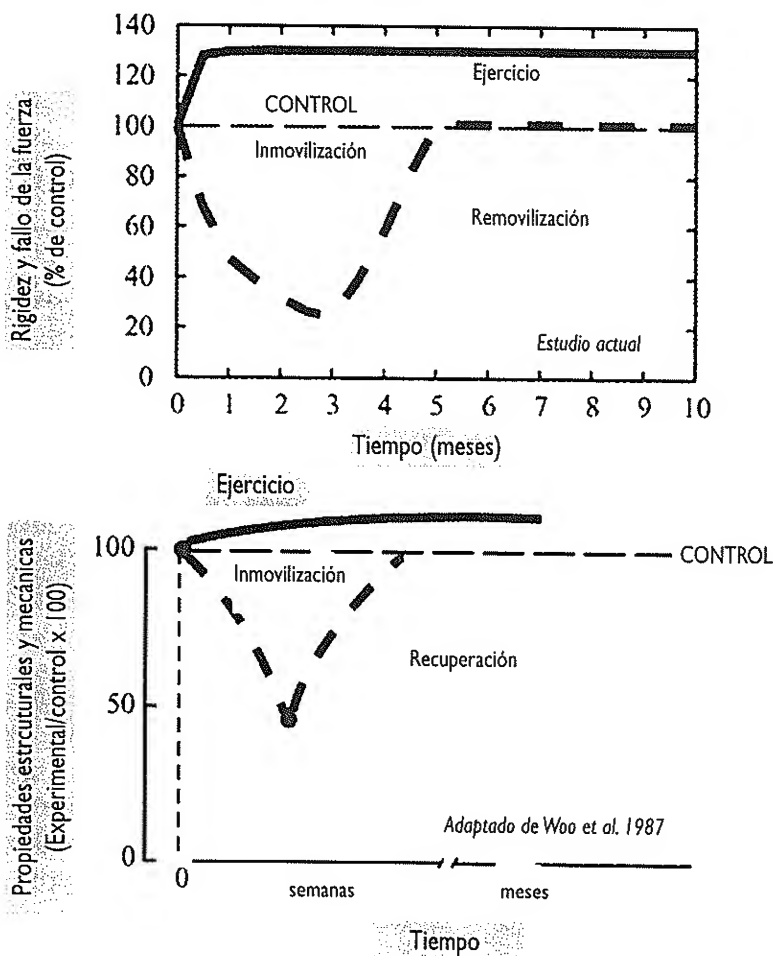 140
120
100
80
60
40
20
0
Rigidez y fallo de la fuerza
(% de control)
Ejercicio
CONTROL
Inmovilización
Removilización
Estudio actual
0 1 2 3 4 5 6 7 8 9 10
Tiempo (meses)
Ejercicio
100
50
0
Propiedades estrcuturales y mecánicas
(Experimental/control x 100)
CONTROL
Inmovilización
Recuperación
Adaptado de Woo et al. 1987
0 semanas meses
Tiempo